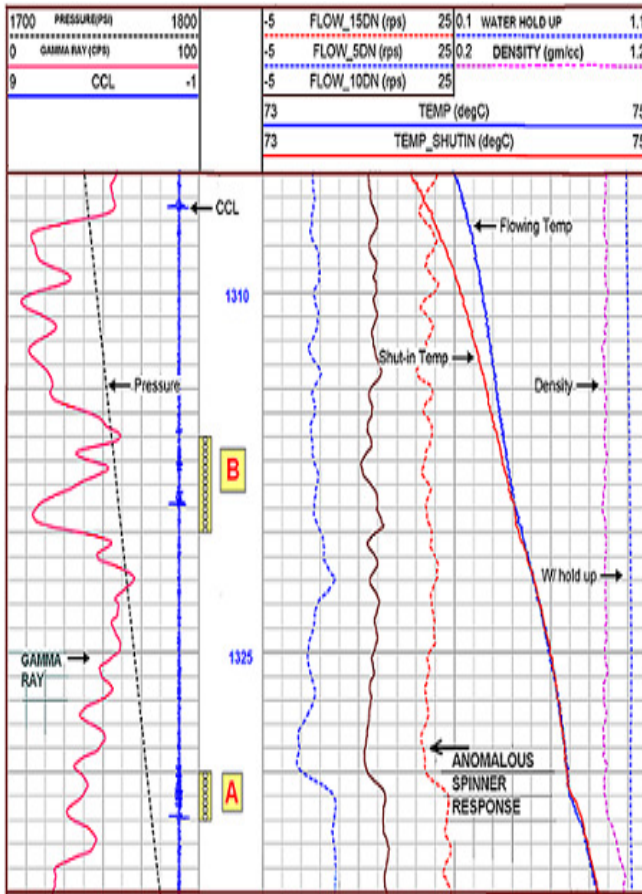 1700 PRESSURE(PSI) 1800
0 GAMMA RAY (CPS) 100
9 CCL -1
-5 FLOW_15DN (rps) 25
-5 FLOW_5DN (rps) 25
-5 FLOW_10DN (rps) 25
0.1 WATER HOLD UP 1.1
0.2 DENSITY (gm/cc) 1.2
73 TEMP (degC) 75
73 TEMP_SHUTIN (degC) 75
CCL
Flowing Temp
1310
Shut-in Temp
Pressure
Density
B
W/ hold up
GAMMA
RAY
1325
ANOMALOUS
SPINNER
RESPONSE
A